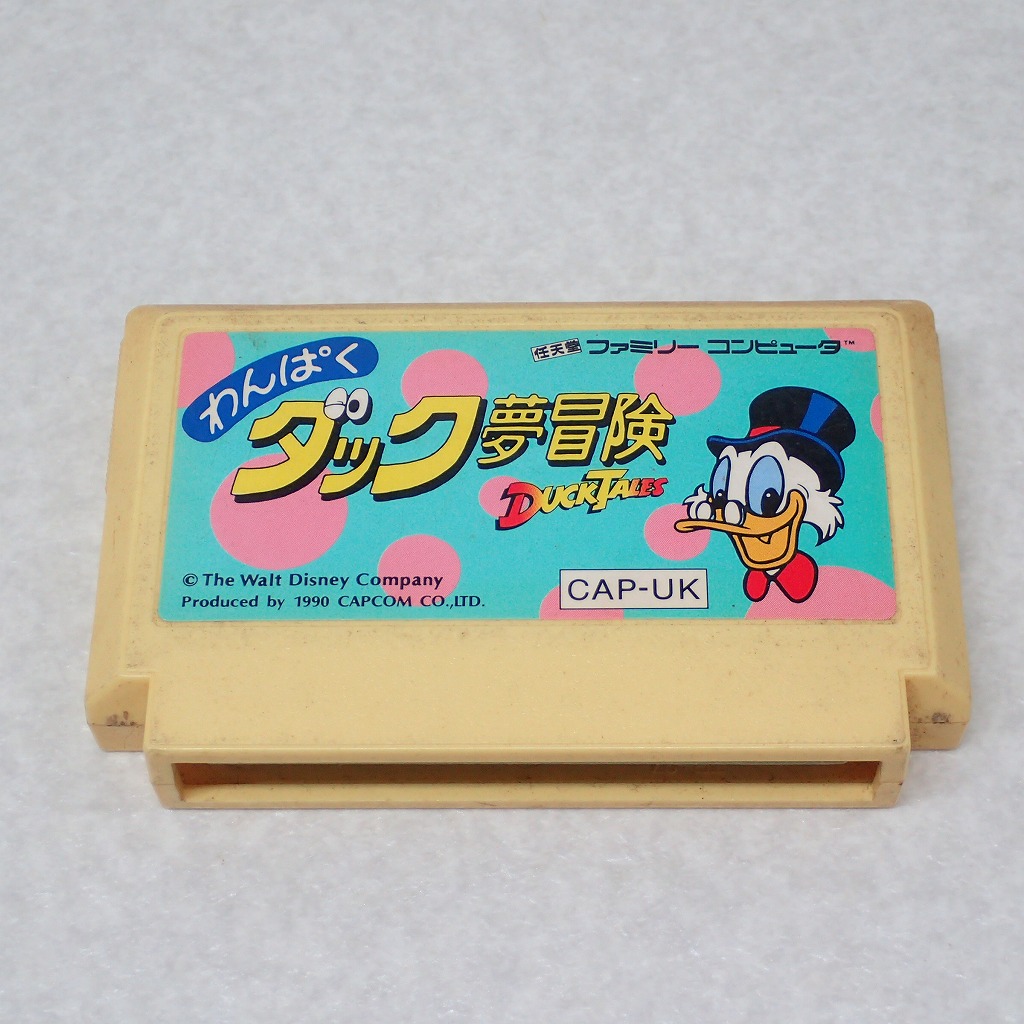 任天堂 ファミリー コンピュータ™
わんぱく
ダック夢冒険
DUCKTALES
© The Walt Disney Company
Produced by 1990 CAPCOM CO.,LTD.
CAP-UK